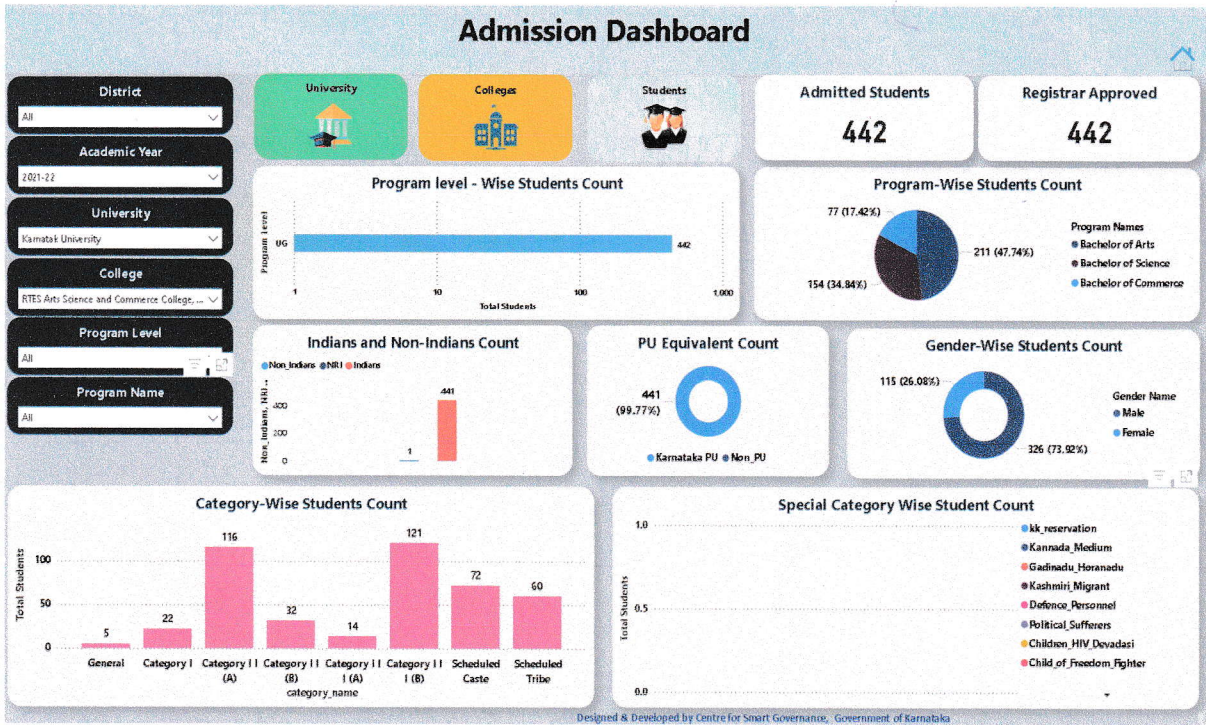 Admission Dashboard
District
All
Academic Year
2021-22
University
Karnatak University
College
RTES Arts Science and Commerce College, ...
Program Level
All
Program Name
All
University
Colleges
Students
Admitted Students
442
Registrar Approved
442
Program level - Wise Students Count
Program Level
UG
442
1
10
100
1,000
Total Students
Program-Wise Students Count
77 (17.42%)
211 (47.74%)
154 (34.84%)
Program Names
Bachelor of Arts
Bachelor of Science
Bachelor of Commerce
Indians and Non-Indians Count
Non_Indians NRI Indians
Non_Indians, NRI ...
400
200
0
1
441
PU Equivalent Count
441
(99.77%)
Karnataka PU Non_PU
Gender-Wise Students Count
115 (26.08%)
326 (73.92%)
Gender Name
Male
Female
Category-Wise Students Count
Total Students
100
50
0
5
22
116
32
14
121
72
60
General Category I Category II Category II Category II Category II Scheduled Scheduled
(A) (B) I (A) I (B) Caste Tribe
category_name
Special Category Wise Student Count
Total Students
1.0
0.5
0.0
kk_reservation
Kannada_Medium
Gadinadu_Horanadu
Kashmiri_Migrant
Defence_Personnel
Political_Sufferers
Children_HIV_Devadasi
Child_of_Freedom_Fighter
Designed & Developed by Centre for Smart Governance, Government of Karnataka